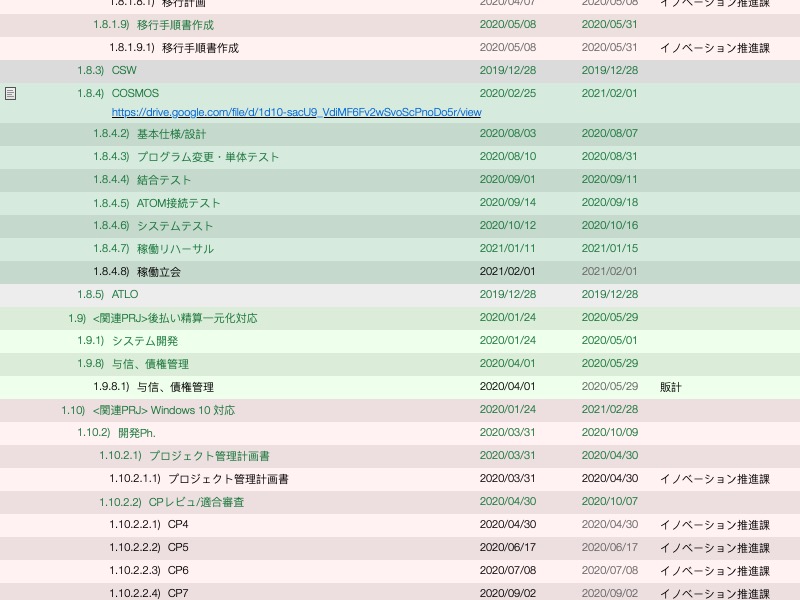 1.8.1.8.1) 移行計画 2020/04/07 2020/05/08 イノベーション推進課
1.8.1.9) 移行手順書作成 2020/05/08 2020/05/31
1.8.1.9.1) 移行手順書作成 2020/05/08 2020/05/31 イノベーション推進課
1.8.3) CSW 2019/12/28 2019/12/28
1.8.4) COSMOS 2020/02/25 2021/02/01
https://drive.google.com/file/d/1d10-sacU9_VdiMF6Fv2wSvoScPnoDo5r/view
1.8.4.2) 基本仕様/設計 2020/08/03 2020/08/07
1.8.4.3) プログラム変更・単体テスト 2020/08/10 2020/08/31
1.8.4.4) 結合テスト 2020/09/01 2020/09/11
1.8.4.5) ATOM接続テスト 2020/09/14 2020/09/18
1.8.4.6) システムテスト 2020/10/12 2020/10/16
1.8.4.7) 稼働リハーサル 2021/01/11 2021/01/15
1.8.4.8) 稼働立会 2021/02/01 2021/02/01
1.8.5) ATLO 2019/12/28 2019/12/28
1.9) <関連PRJ>後払い精算一元化対応 2020/01/24 2020/05/29
1.9.1) システム開発 2020/01/24 2020/05/01
1.9.8) 与信、債権管理 2020/04/01 2020/05/29
1.9.8.1) 与信、債権管理 2020/04/01 2020/05/29 販計
1.10) <関連PRJ> Windows 10 対応 2020/01/24 2021/02/28
1.10.2) 開発Ph. 2020/03/31 2020/10/09
1.10.2.1) プロジェクト管理計画書 2020/03/31 2020/04/30
1.10.2.1.1) プロジェクト管理計画書 2020/03/31 2020/04/30 イノベーション推進課
1.10.2.2) CPレビュ/適合審査 2020/04/30 2020/10/07
1.10.2.2.1) CP4 2020/04/30 2020/04/30 イノベーション推進課
1.10.2.2.2) CP5 2020/06/17 2020/06/17 イノベーション推進課
1.10.2.2.3) CP6 2020/07/08 2020/07/08 イノベーション推進課
1.10.2.2.4) CP7 2020/09/02 2020/09/02 イノベーション推進課